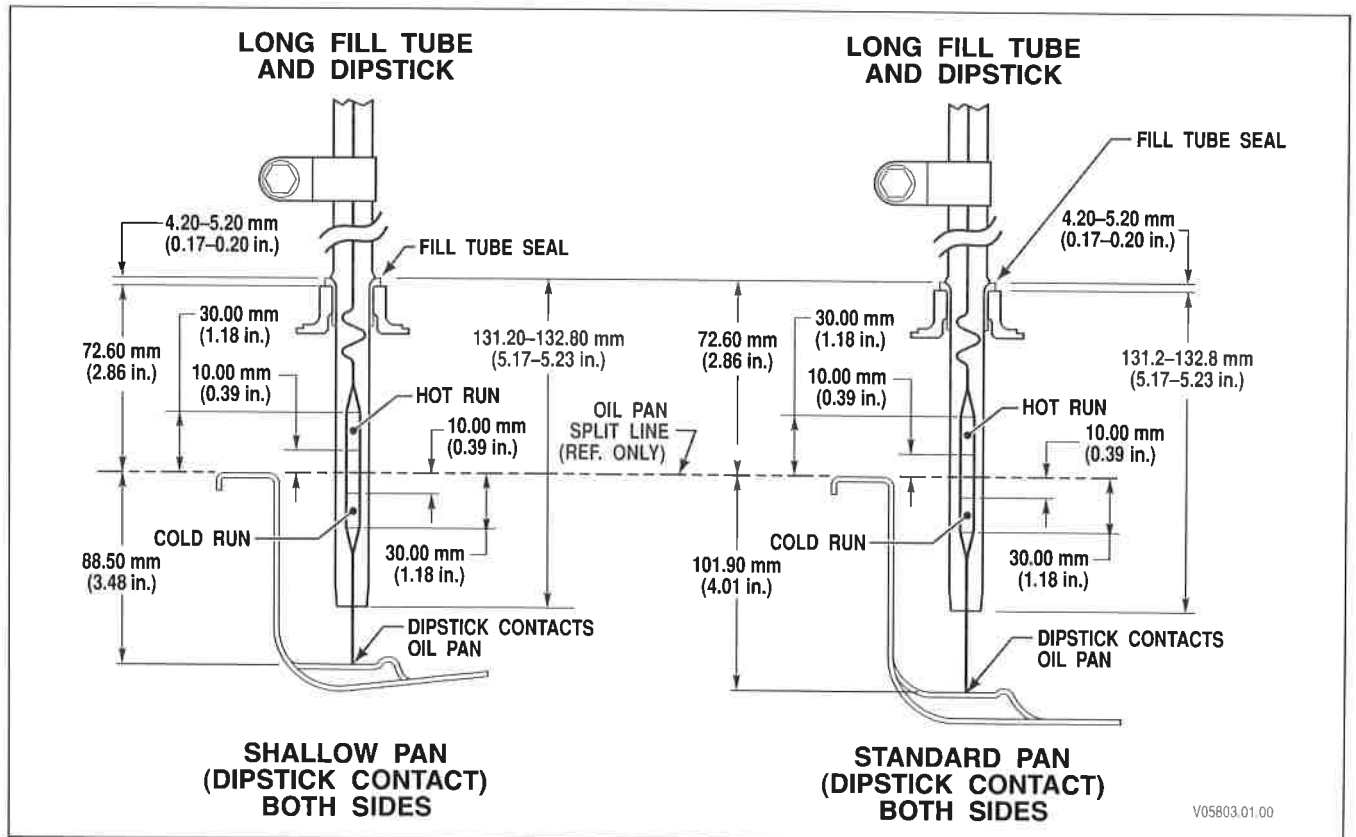 LONG FILL TUBE
AND DIPSTICK
4.20–5.20 mm
(0.17–0.20 in.)
FILL TUBE SEAL
72.60 mm
(2.86 in.)
30.00 mm
(1.18 in.)
10.00 mm
(0.39 in.)
131.20–132.80 mm
(5.17–5.23 in.)
HOT RUN
10.00 mm
(0.39 in.)
OIL PAN
SPLIT LINE
(REF. ONLY)
COLD RUN
88.50 mm
(3.48 in.)
30.00 mm
(1.18 in.)
DIPSTICK CONTACTS
OIL PAN
SHALLOW PAN
(DIPSTICK CONTACT)
BOTH SIDES
LONG FILL TUBE
AND DIPSTICK
FILL TUBE SEAL
4.20–5.20 mm
(0.17–0.20 in.)
72.60 mm
(2.86 in.)
30.00 mm
(1.18 in.)
10.00 mm
(0.39 in.)
131.2–132.8 mm
(5.17–5.23 in.)
HOT RUN
10.00 mm
(0.39 in.)
COLD RUN
101.90 mm
(4.01 in.)
30.00 mm
(1.18 in.)
DIPSTICK CONTACTS
OIL PAN
STANDARD PAN
(DIPSTICK CONTACT)
BOTH SIDES
V05803.01.00